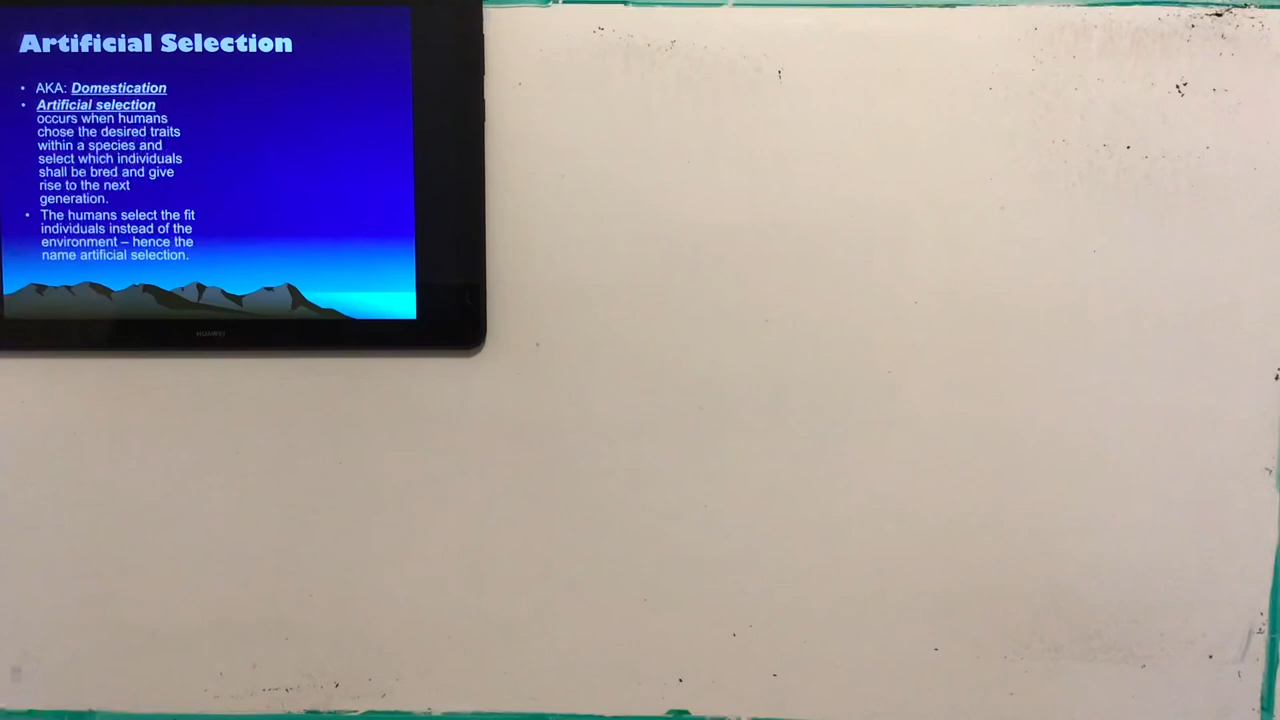 Artificial Selection
• AKA: Domestication
• Artificial selection
occurs when humans
chose the desired traits
within a species and
select which individuals
shall be bred and give
rise to the next
generation.
• The humans select the fit
individuals instead of the
environment – hence the
name artificial selection.
HUAWEI